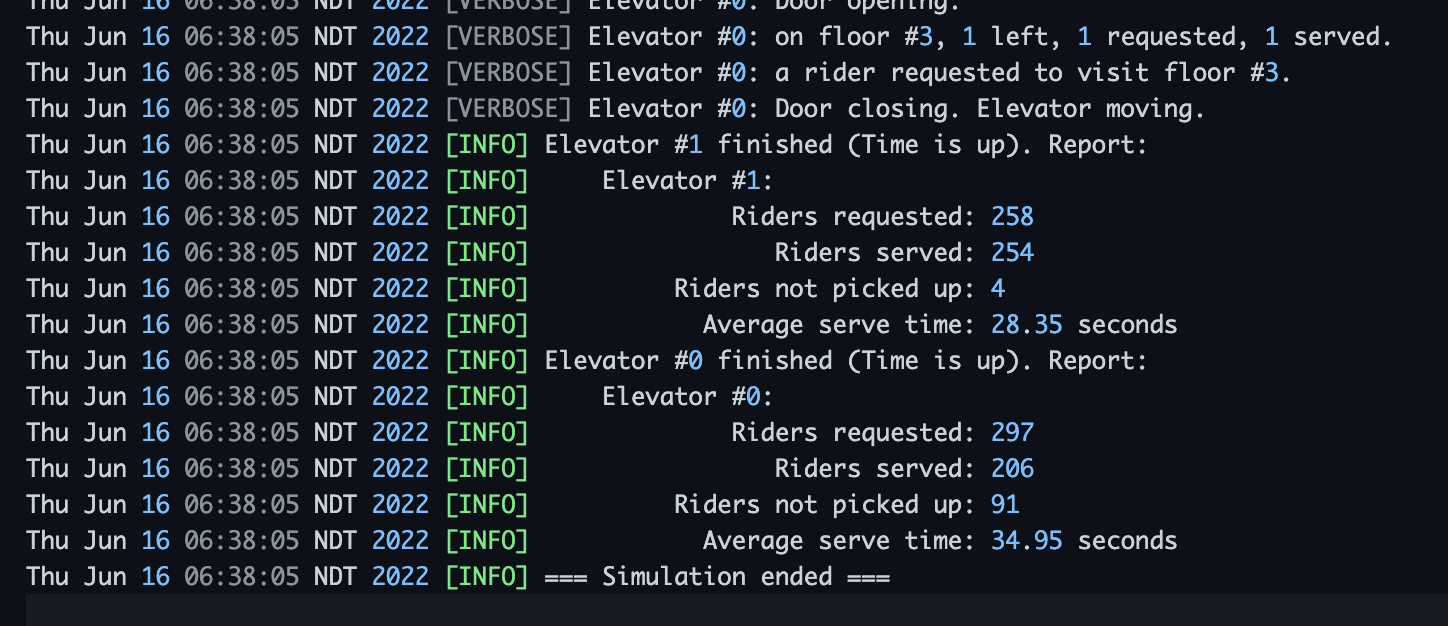 Thu Jun 16 06:38:05 NDT 2022 [VERBOSE] Elevator #0: Door opening.
Thu Jun 16 06:38:05 NDT 2022 [VERBOSE] Elevator #0: on floor #3, 1 left, 1 requested, 1 served.
Thu Jun 16 06:38:05 NDT 2022 [VERBOSE] Elevator #0: a rider requested to visit floor #3.
Thu Jun 16 06:38:05 NDT 2022 [VERBOSE] Elevator #0: Door closing. Elevator moving.
Thu Jun 16 06:38:05 NDT 2022 [INFO] Elevator #1 finished (Time is up). Report:
Thu Jun 16 06:38:05 NDT 2022 [INFO]     Elevator #1:
Thu Jun 16 06:38:05 NDT 2022 [INFO]              Riders requested: 258
Thu Jun 16 06:38:05 NDT 2022 [INFO]                 Riders served: 254
Thu Jun 16 06:38:05 NDT 2022 [INFO]          Riders not picked up: 4
Thu Jun 16 06:38:05 NDT 2022 [INFO]            Average serve time: 28.35 seconds
Thu Jun 16 06:38:05 NDT 2022 [INFO] Elevator #0 finished (Time is up). Report:
Thu Jun 16 06:38:05 NDT 2022 [INFO]     Elevator #0:
Thu Jun 16 06:38:05 NDT 2022 [INFO]              Riders requested: 297
Thu Jun 16 06:38:05 NDT 2022 [INFO]                 Riders served: 206
Thu Jun 16 06:38:05 NDT 2022 [INFO]          Riders not picked up: 91
Thu Jun 16 06:38:05 NDT 2022 [INFO]            Average serve time: 34.95 seconds
Thu Jun 16 06:38:05 NDT 2022 [INFO] === Simulation ended ===